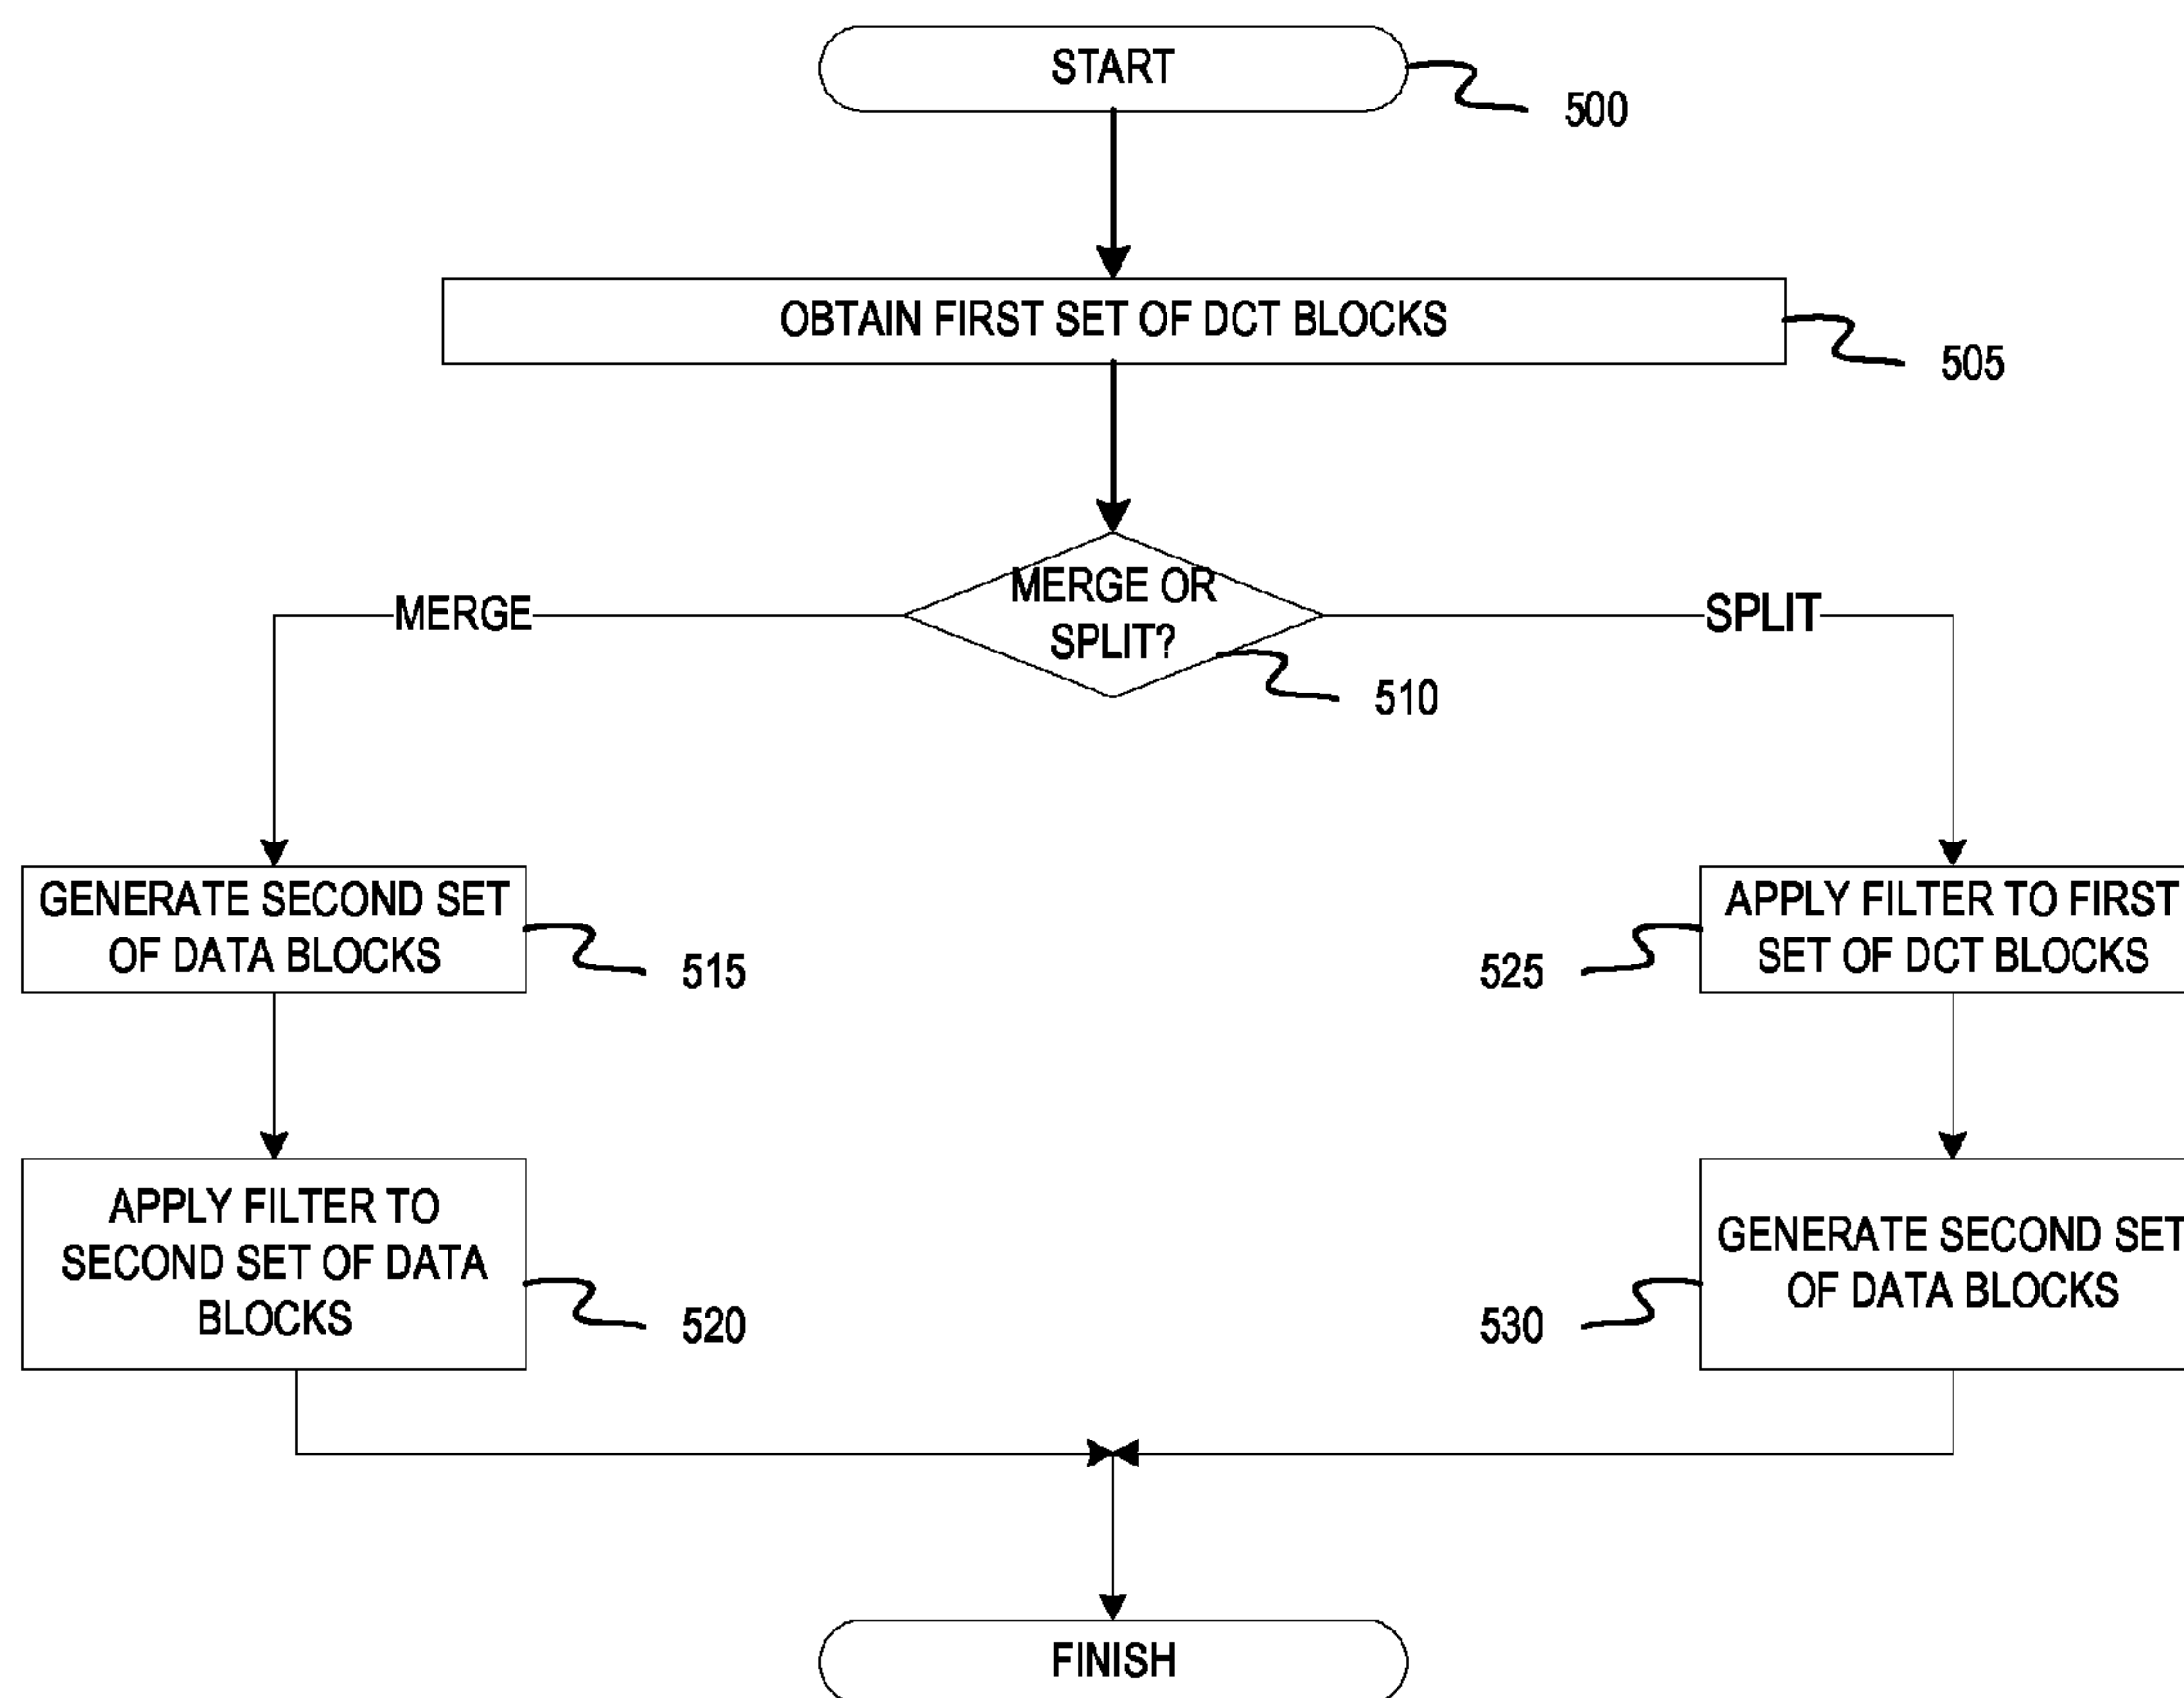 START
500
OBTAIN FIRST SET OF DCT BLOCKS
505
MERGE OR
SPLIT?
MERGE
SPLIT
510
GENERATE SECOND SET
OF DATA BLOCKS
515
APPLY FILTER TO FIRST
SET OF DCT BLOCKS
525
APPLY FILTER TO
SECOND SET OF DATA
BLOCKS
520
GENERATE SECOND SET
OF DATA BLOCKS
530
FINISH